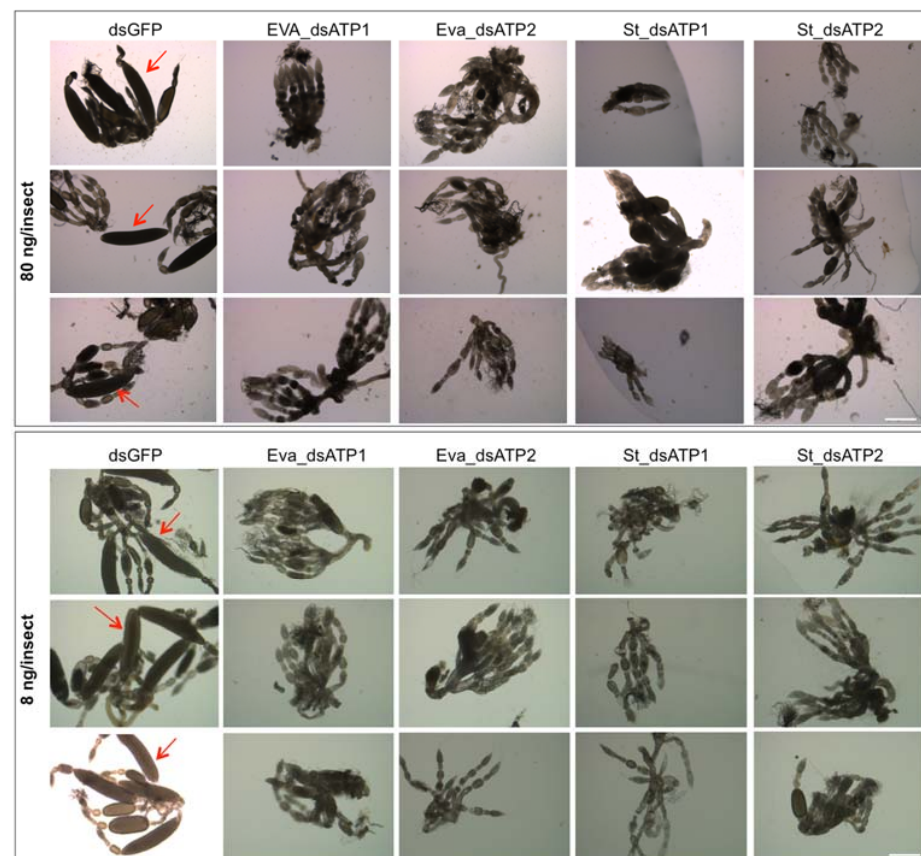 dsGFP EVA_dsATP1 Eva_dsATP2 St_dsATP1 St_dsATP2
80 ng/insect
dsGFP Eva_dsATP1 Eva_dsATP2 St_dsATP1 St_dsATP2
8 ng/insect